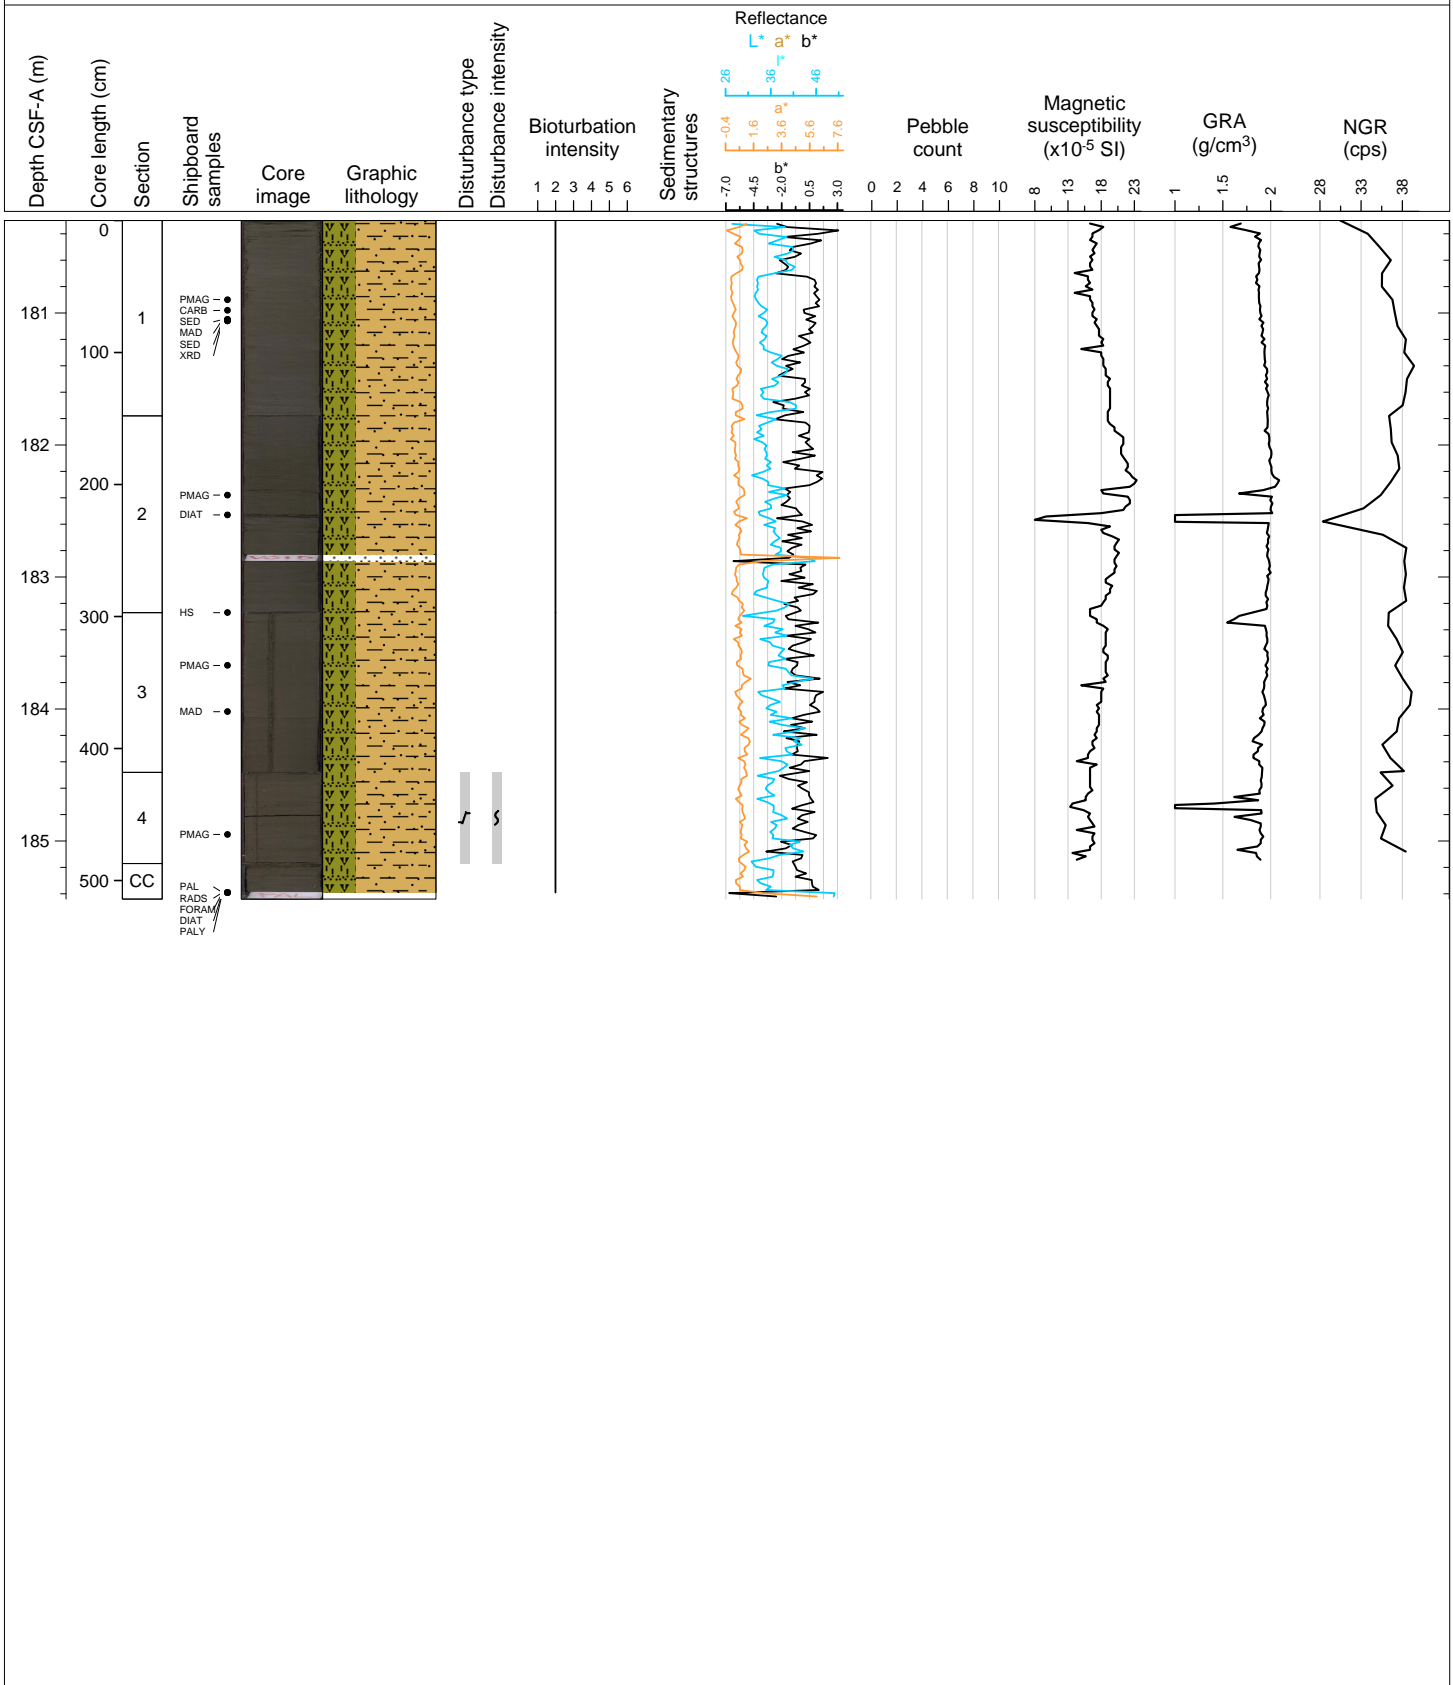 Depth CSF-A (m)
Core length (cm)
Section
Shipboard
samples
Core
image
Graphic
lithology
Disturbance type
Disturbance intensity
Bioturbation
intensity
1 2 3 4 5 6
Sedimentary
structures
Reflectance
L* a* b*
L*
26 36 46
a*
-0.4 1.6 3.6 5.6 7.6
b*
-7.0 -4.5 -2.0 0.5 3.0
Pebble
count
0 2 4 6 8 10
Magnetic
susceptibility
(x10-5 SI)
8 13 18 23
GRA
(g/cm3)
1 1.5 2
NGR
(cps)
28 33 38
0
100
200
300
400
500
181
182
183
184
185
1
2
3
4
CC
PMAG
CARB
SED
MAD
SED
XRD
PMAG
DIAT
HS
PMAG
MAD
PMAG
PAL
RADS
FORAM
DIAT
PALY